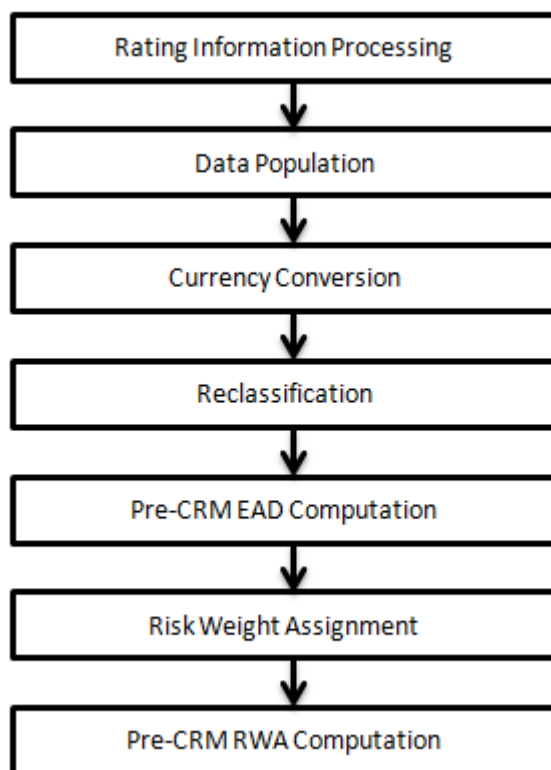 Rating Information Processing
Data Population
Currency Conversion
Reclassification
Pre-CRM EAD Computation
Risk Weight Assignment
Pre-CRM RWA Computation